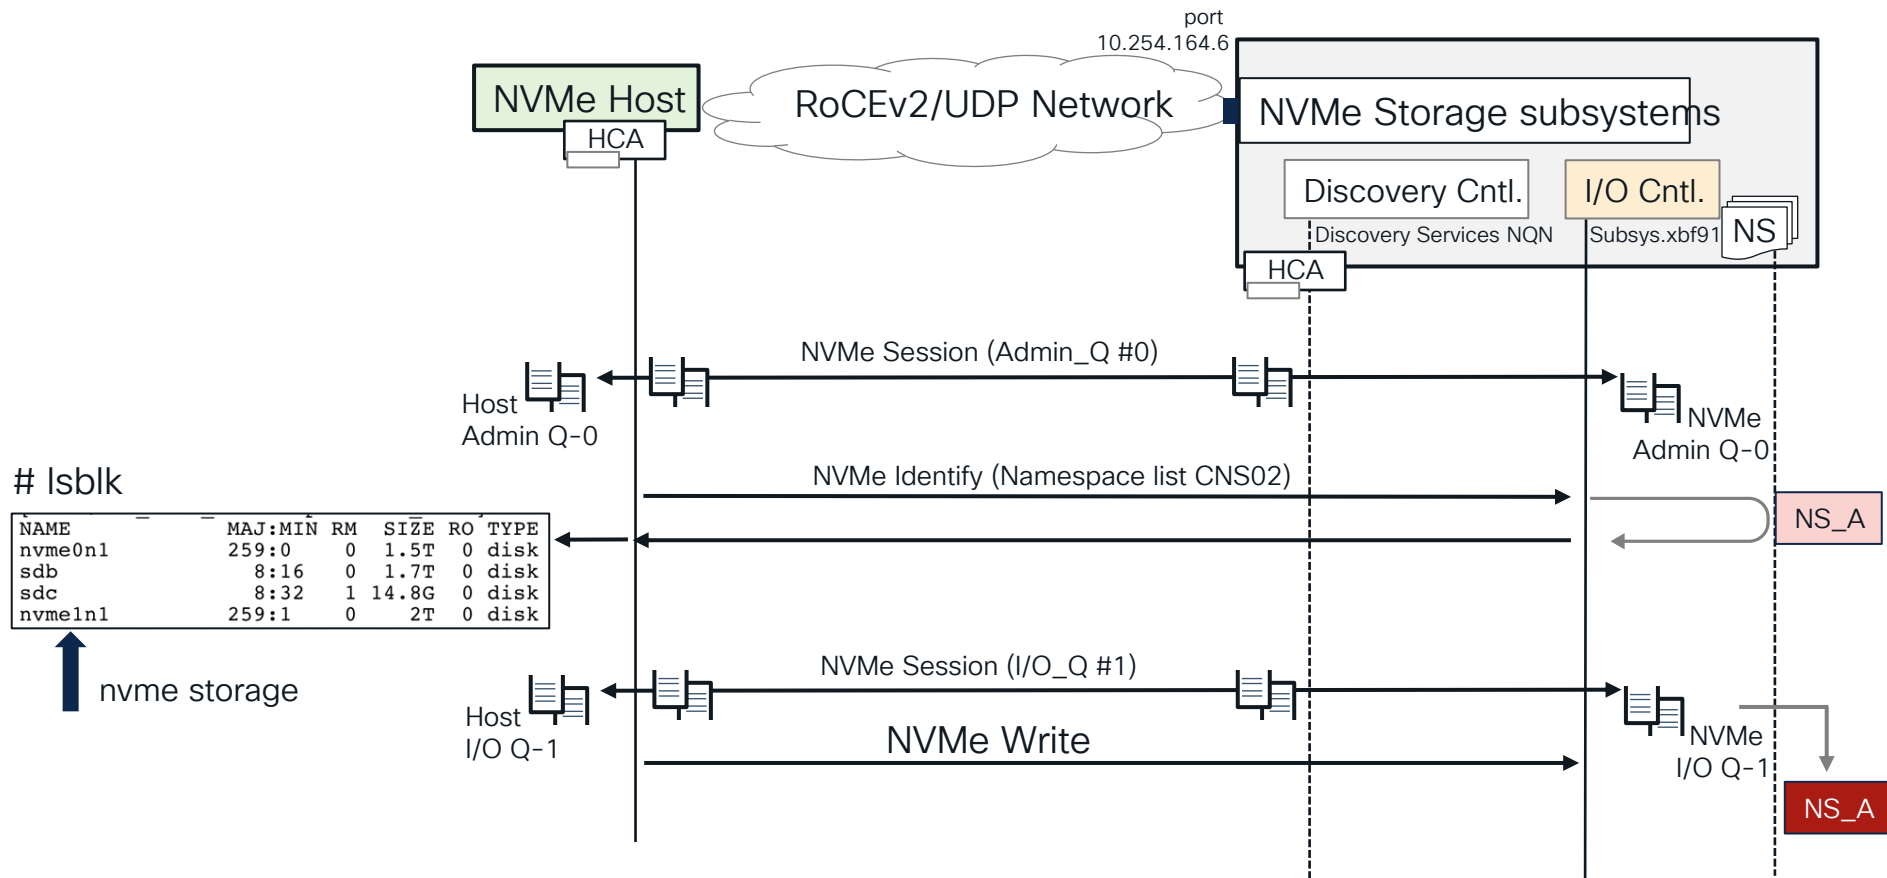 port
10.254.164.6
NVMe Host
HCA
RoCEv2/UDP Network
NVMe Storage subsystems
Discovery Cntl.
I/O Cntl.
Discovery Services NQN
Subsys.xbf91
NS
HCA
NVMe Session (Admin_Q #0)
Host
Admin Q-0
NVMe
Admin Q-0
NVMe Identify (Namespace list CNS02)
NS_A
# lsblk
NAME MAJ:MIN RM SIZE RO TYPE
nvme0n1 259:0 0 1.5T 0 disk
sdb 8:16 0 1.7T 0 disk
sdc 8:32 1 14.8G 0 disk
nvme1n1 259:1 0 2T 0 disk
nvme storage
NVMe Session (I/O_Q #1)
Host
I/O Q-1
NVMe
I/O Q-1
NVMe Write
NS_A